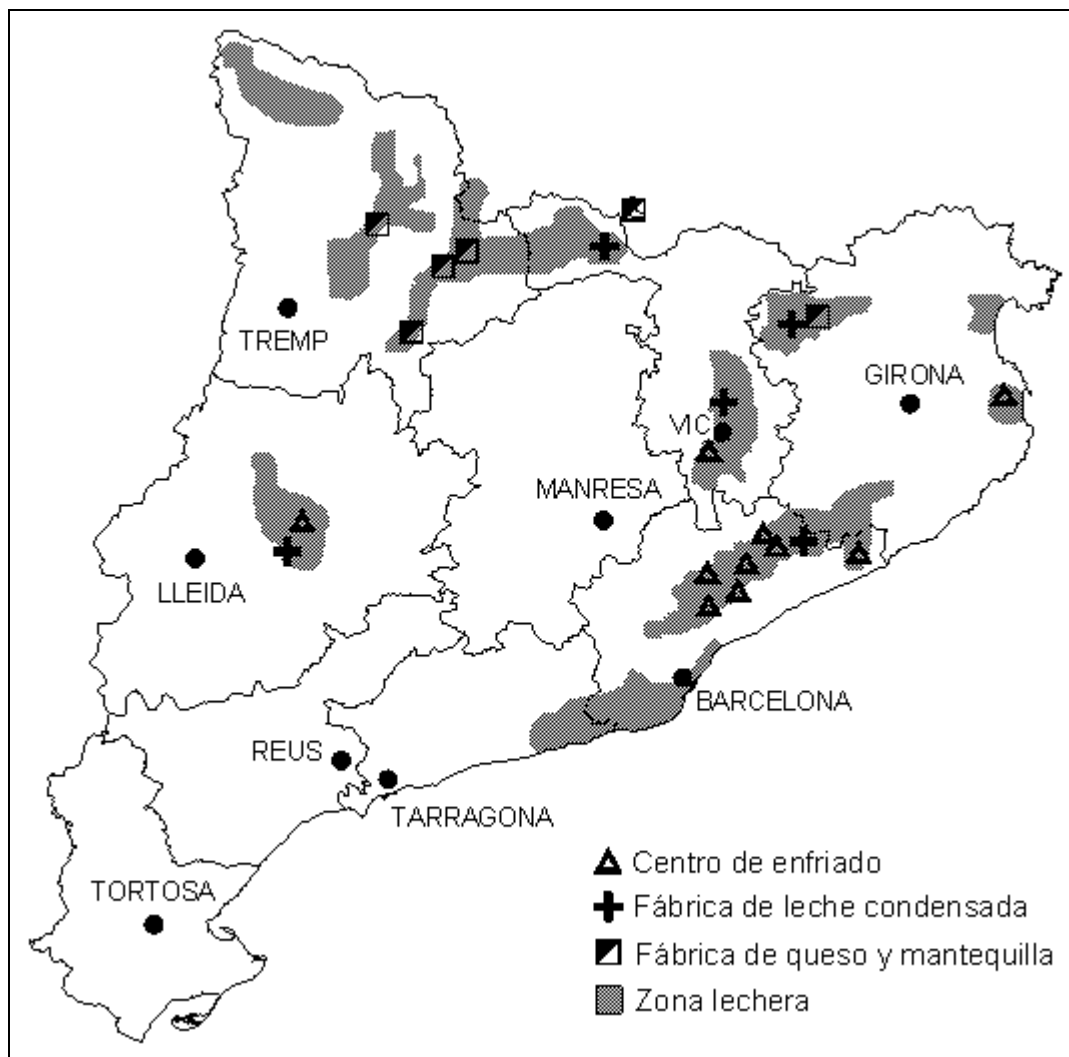 TREMP
GIRONA
VIC
MANRESA
LLEIDA
BARCELONA
REUS
TARRAGONA
TORTOSA
Centro de enfriado
Fábrica de leche condensada
Fábrica de queso y mantequilla
Zona lechera